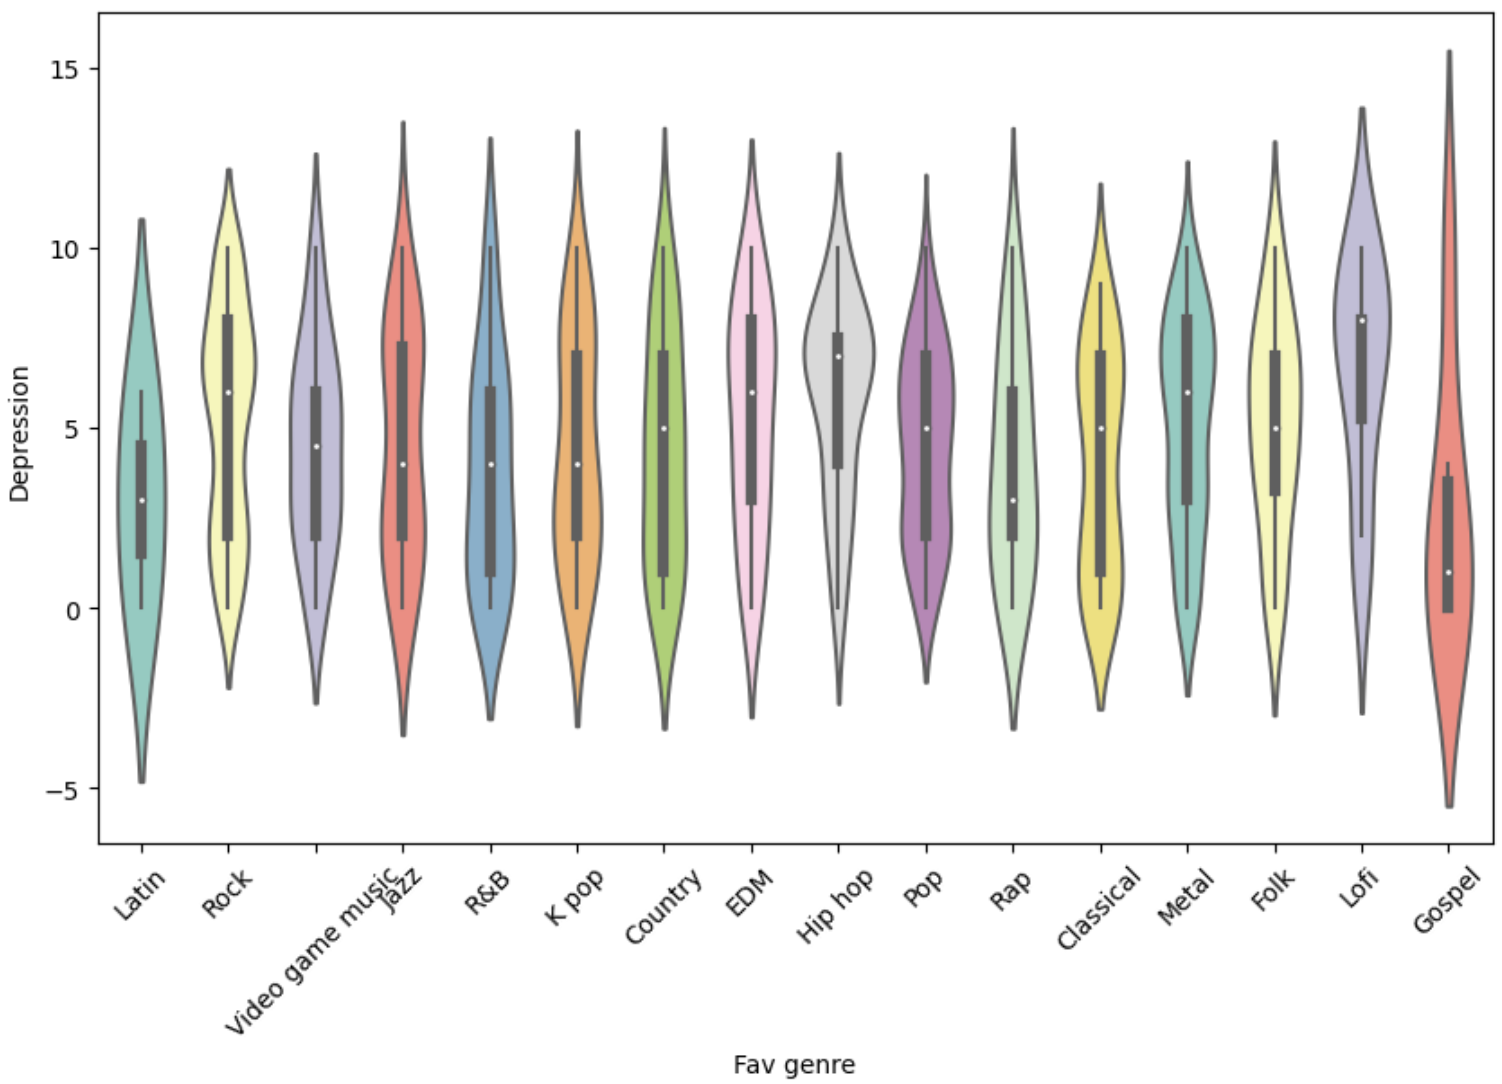 Depression
15
10
5
0
−5
Latin
Rock
Video game music
Jazz
R&B
K pop
Country
EDM
Hip hop
Pop
Rap
Classical
Metal
Folk
Lofi
Gospel
Fav genre